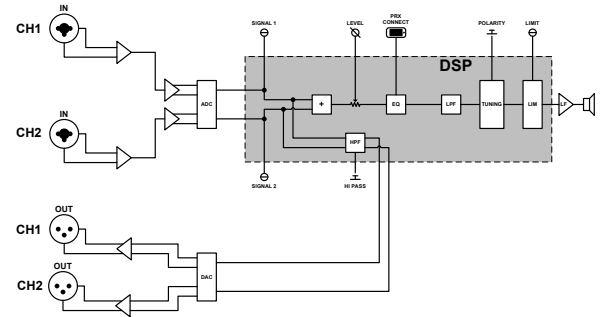 IN
CH1
SIGNAL 1
LEVEL
PRX
CONNECT
POLARITY
LIMIT
DSP
ADC
+
EQ
LPF
TUNING
LIM
LF
IN
CH2
HPF
SIGNAL 2
HI PASS
OUT
CH1
DAC
OUT
CH2